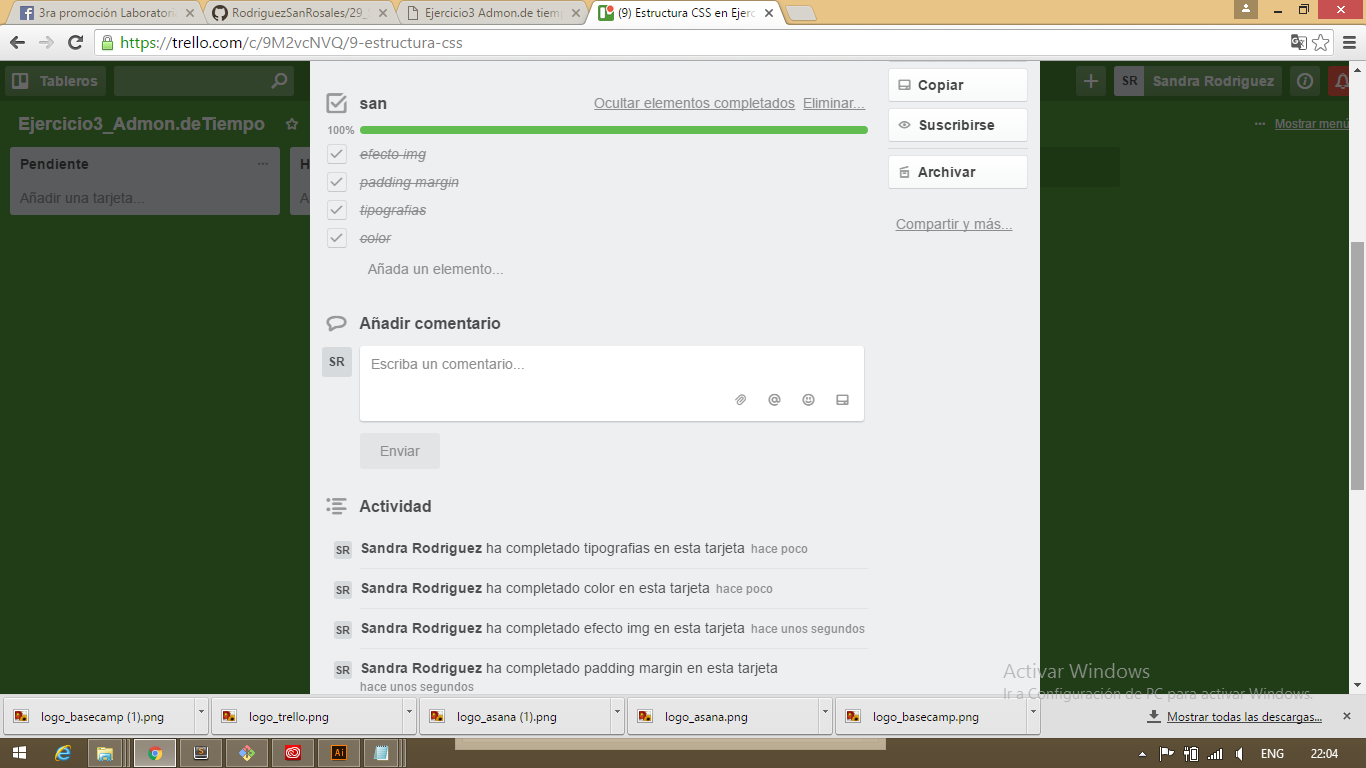 3ra promoción Laboratori
RodriguezSanRosales/29_
Ejercicio3 Admon.de tiem
(9) Estructura CSS en Ejerc
https://trello.com/c/9M2vcNVQ/9-estructura-css
Tableros
SR Sandra Rodriguez
Ejercicio3_Admon.deTiempo
Mostrar menú
Pendiente
H
Añadir una tarjeta...
A
san
Ocultar elementos completados Eliminar...
100%
efecto img
padding margin
tipografias
color
Añada un elemento...
Copiar
Suscribirse
Archivar
Compartir y más...
Añadir comentario
SR
Escriba un comentario...
Enviar
Actividad
SR Sandra Rodriguez ha completado tipografias en esta tarjeta hace poco
SR Sandra Rodriguez ha completado color en esta tarjeta hace poco
SR Sandra Rodriguez ha completado efecto img en esta tarjeta hace unos segundos
SR Sandra Rodriguez ha completado padding margin en esta tarjeta
hace unos segundos
Activar Windows
Ir a Configuración de PC para activar Windows.
logo_basecamp (1).png
logo_trello.png
logo_asana (1).png
logo_asana.png
logo_basecamp.png
Mostrar todas las descargas...
Ai
ENG
22:04